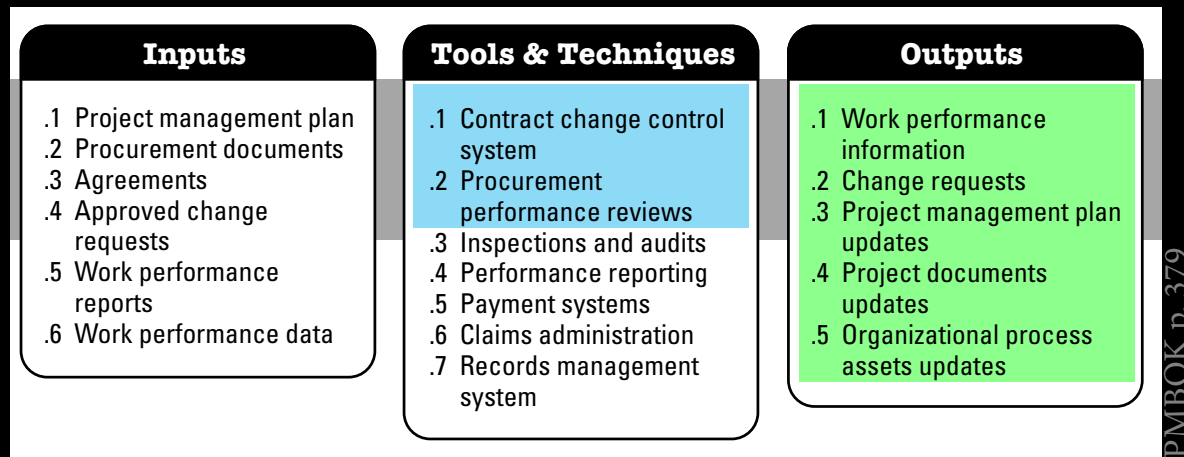 Inputs
.1 Project management plan
.2 Procurement documents
.3 Agreements
.4 Approved change
requests
.5 Work performance
reports
.6 Work performance data
Tools & Techniques
.1 Contract change control
system
.2 Procurement
performance reviews
.3 Inspections and audits
.4 Performance reporting
.5 Payment systems
.6 Claims administration
.7 Records management
system
Outputs
.1 Work performance
information
.2 Change requests
.3 Project management plan
updates
.4 Project documents
updates
.5 Organizational process
assets updates
PMBOK p. 379